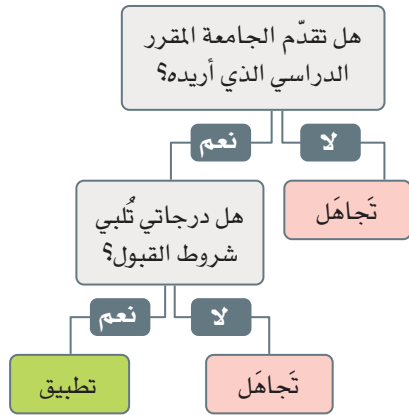 هل تقدّم الجامعة المقرر
الدراسي الذي أريده؟
لا
نعم
تَجاهَل
هل درجاتي تُلبي
شروط القبول؟
لا
نعم
تَجاهَل
تطبيق